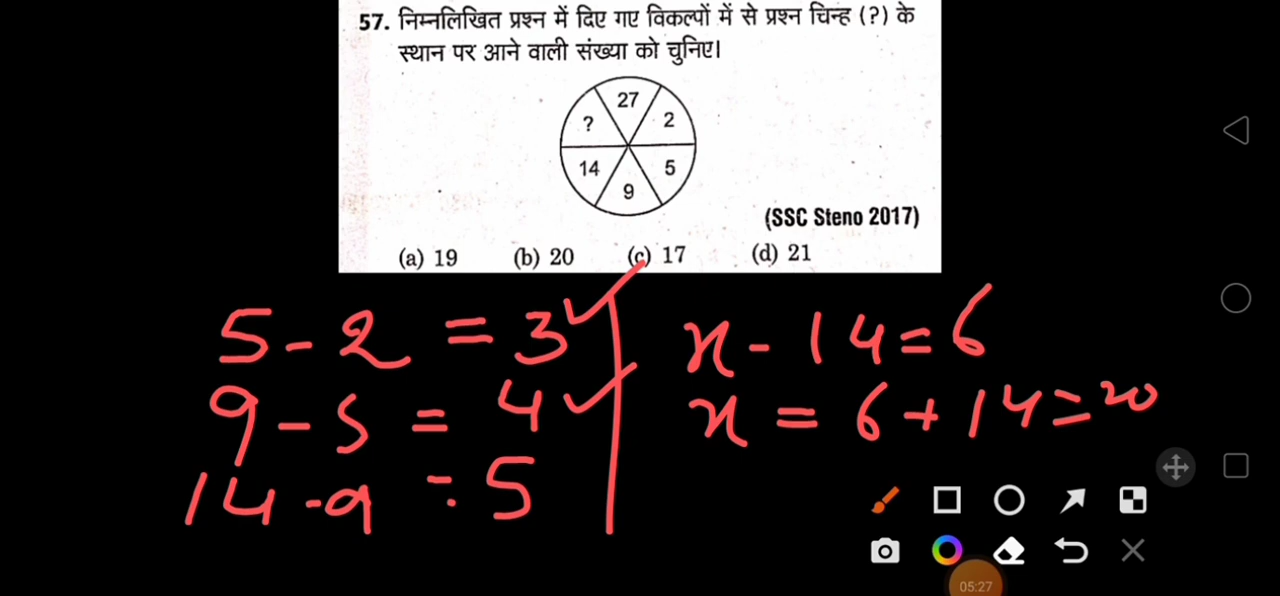 57. निम्नलिखित प्रश्न में दिए गए विकल्पों में से प्रश्न चिन्ह (?) के
स्थान पर आने वाली संख्या को चुनिए।
27
? 2
14 5
9
(SSC Steno 2017)
(a) 19 (b) 20 (c) 17 (d) 21
5 - 2 = 3 x - 14 = 6
9 - 5 = 4 x = 6 + 14 = 20
14 - 9 = 5
05:27